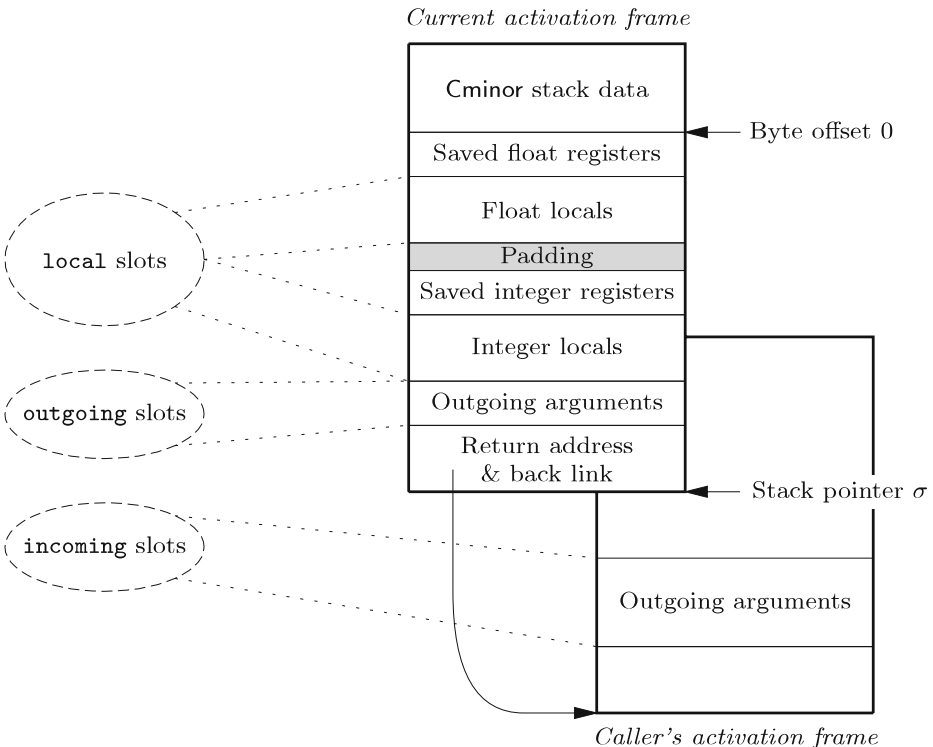 Current activation frame
Cminor stack data
Byte offset 0
Saved float registers
Float locals
local slots
Padding
Saved integer registers
Integer locals
Outgoing arguments
outgoing slots
Return address
& back link
Stack pointer σ
incoming slots
Outgoing arguments
Caller's activation frame